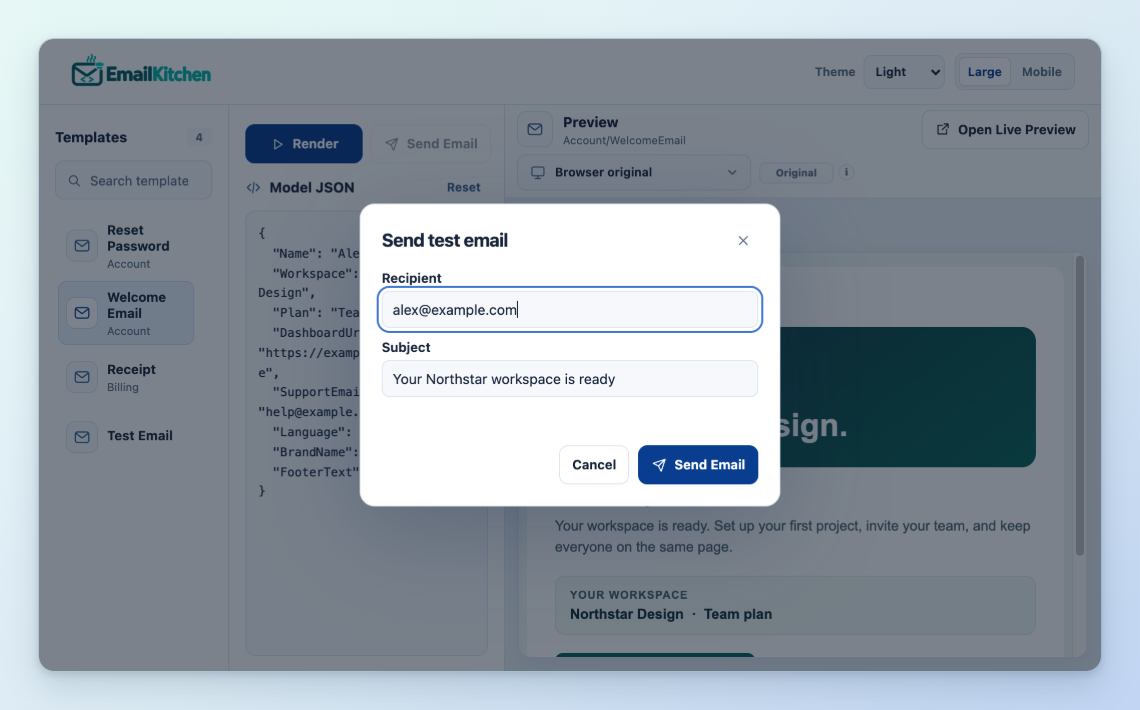 EmailKitchen
Theme
Light
Large
Mobile
Templates
4
Search template
Reset
Password
Account
Welcome
Email
Account
Receipt
Billing
Test Email
Render
Send Email
</> Model JSON
Reset
{
"Name": "Ale
"Workspace":
Design",
"Plan": "Tea
"DashboardUr
"https://examp
e",
"SupportEmai
"help@example.
"Language":
"BrandName":
"FooterText"
}
Preview
Account/WelcomeEmail
Open Live Preview
Browser original
Original
i
Send test email
Recipient
alex@example.com
Subject
Your Northstar workspace is ready
Cancel
Send Email
sign.
Your workspace is ready. Set up your first project, invite your team, and keep
everyone on the same page.
YOUR WORKSPACE
Northstar Design · Team plan